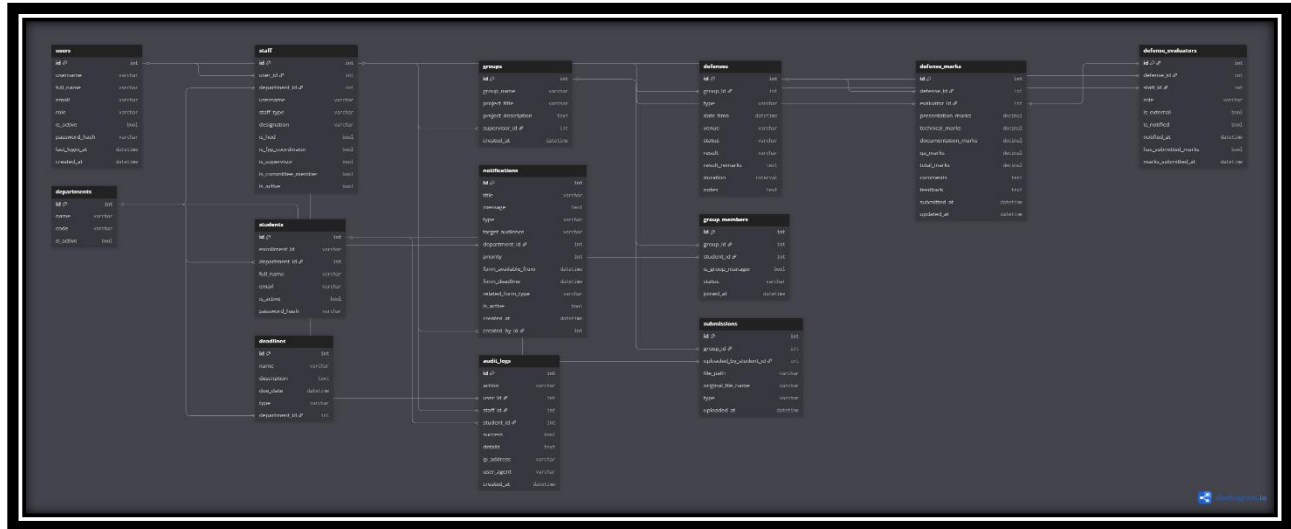 users
id int
username varchar
full_name varchar
email varchar
role varchar
is_active bool
password_hash varchar
last_login_at datetime
created_at datetime
departments
id int
name varchar
code varchar
is_active bool
staff
id int
user_id int
department_id int
username varchar
staff_type varchar
designation varchar
is_hod bool
is_fyp_coordinator bool
is_supervisor bool
is_committee_member bool
is_active bool
students
id int
enrollment_id varchar
department_id int
full_name varchar
email varchar
is_active bool
password_hash varchar
deadlines
id int
name varchar
description text
due_date datetime
type varchar
department_id int
groups
id int
group_name varchar
project_title varchar
project_description text
supervisor_id int
created_at datetime
notifications
id int
title varchar
message text
type varchar
target_audience varchar
department_id int
priority int
form_available_from datetime
form_deadline datetime
related_form_type varchar
is_active bool
created_at datetime
created_by_id int
audit_logs
id int
action varchar
user_id int
staff_id int
student_id int
success bool
details text
ip_address varchar
user_agent varchar
created_at datetime
defenses
id int
group_id int
type varchar
date_time datetime
venue varchar
status varchar
result varchar
result_remarks text
duration interval
notes text
group_members
id int
group_id int
student_id int
is_group_manager bool
status varchar
joined_at datetime
submissions
id int
group_id int
uploaded_by_student_id int
file_path varchar
original_file_name varchar
type varchar
uploaded_at datetime
defense_marks
id int
defense_id int
evaluator_id int
presentation_marks decimal
technical_marks decimal
documentation_marks decimal
qa_marks decimal
total_marks decimal
comments text
feedback text
submitted_at datetime
updated_at datetime
defense_evaluators
id int
defense_id int
staff_id int
role varchar
is_external bool
is_notified bool
notified_at datetime
has_submitted_marks bool
marks_submitted_at datetime
dbdiagram.io